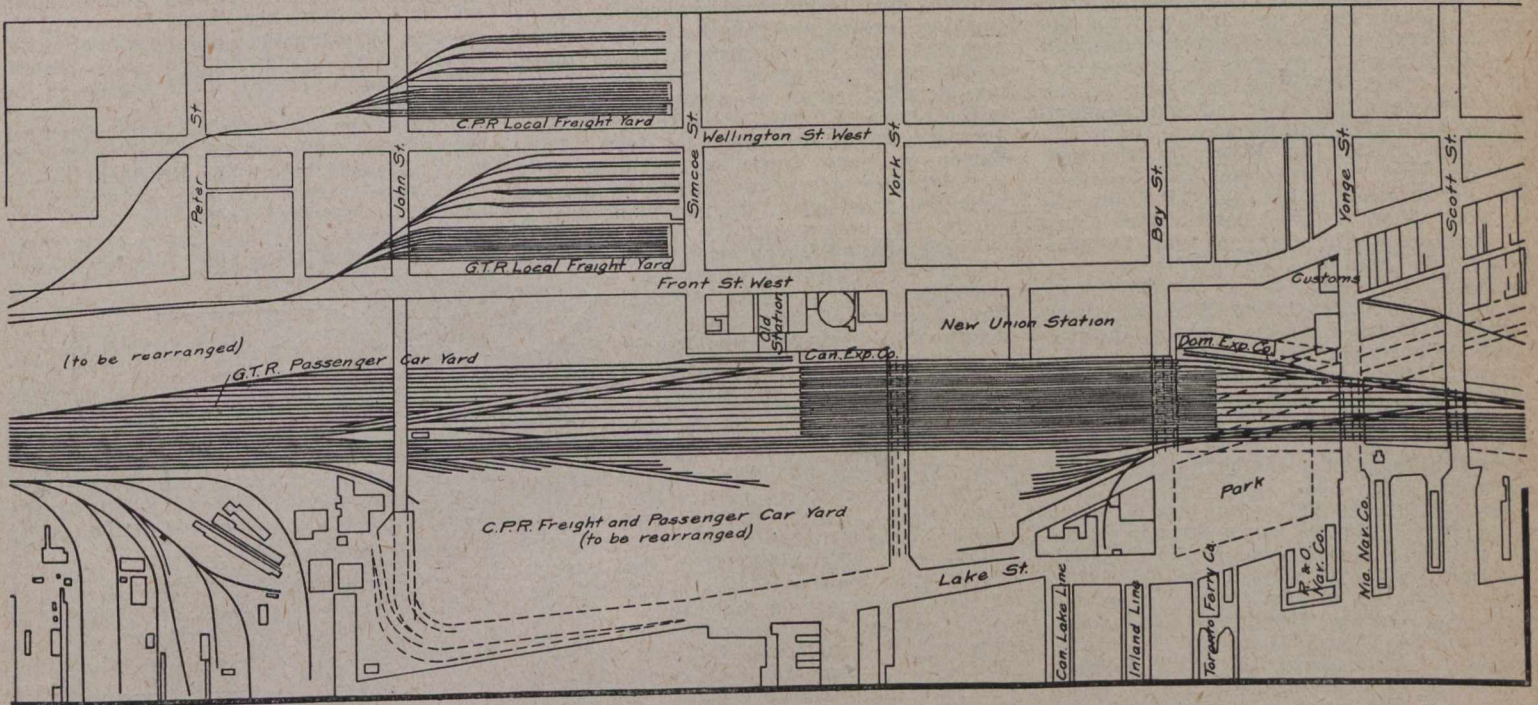 C.P.R. Local Freight Yard
Wellington St. West
Peter St
John St.
Simcoe St.
York St.
Bay St.
Yonge St.
Scott St.
G.T.R. Local Freight Yard
Front St. West
Customs
Old
Station
New Union Station
(to be rearranged)
G.T.R. Passenger Car Yard
Can. Exp. Co.
Dom. Exp. Co.
Park
C.P.R. Freight and Passenger Car Yard
(to be rearranged)
Lake St.
Can. Lake Line
Inland Line
Toronto Ferry Co.
R & O
Nav. Co.
Nia. Nav. Co.